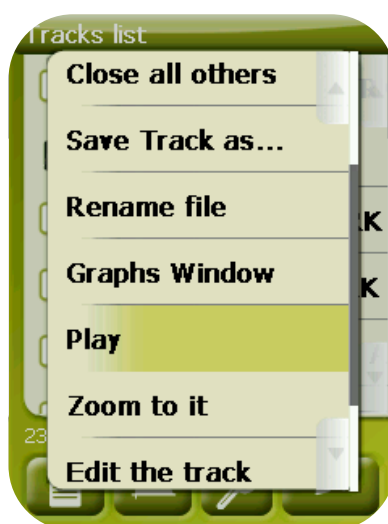 Tracks list
Close all others
Save Track as...
Rename file
RK
Graphs Window
K
Play
Zoom to it
23
Edit the track